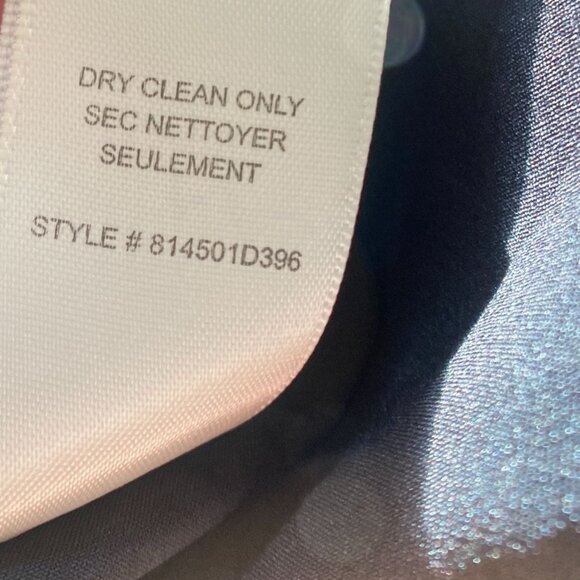 DRY CLEAN ONLY
SEC NETTOYER
SEULEMENT
STYLE # 814501D396